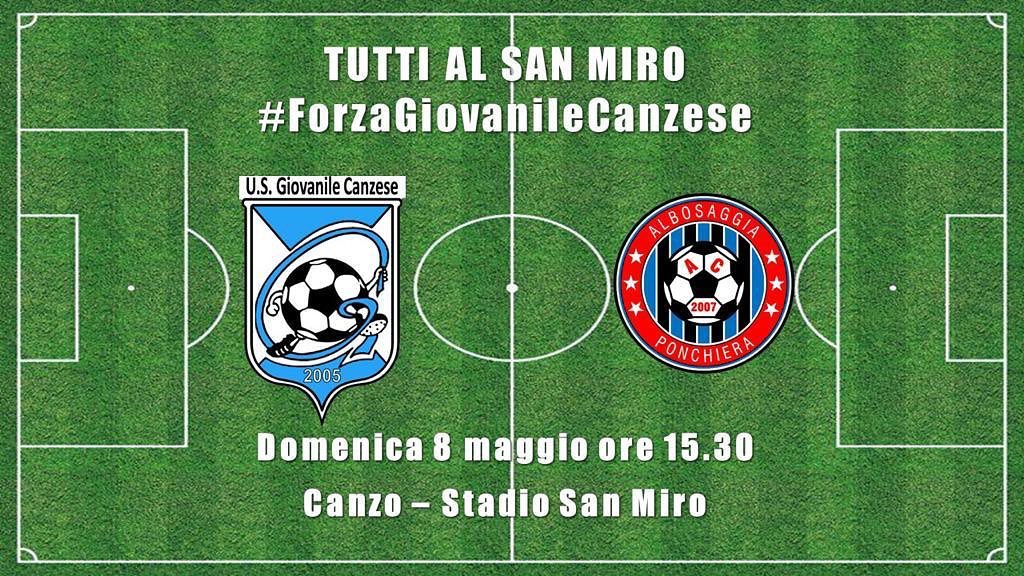 TUTTI AL SAN MIRO
#ForzaGiovanileCanzese
U.S. Giovanile Canzese
2005
ALBOSAGGIA
A C
2007
PONCHIERA
Domenica 8 maggio ore 15.30
Canzo – Stadio San Miro